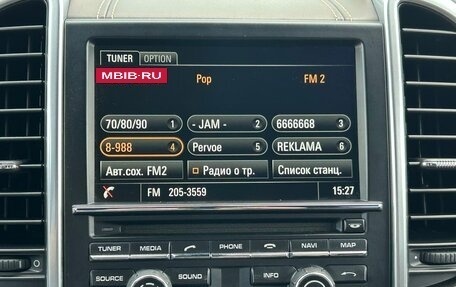 TUNER OPTION
MBIB-RU
Pop FM 2
70/80/90 1 - JAM - 2 6666668 3
8-988 4 Pervoe 5 REKLAMA 6
Авт.сох. FM2 Радио о тр. Список станц.
FM 205-3559 15:27
TUNER MEDIA PHONE NAVI MAP
SOURCE SOUND INFO